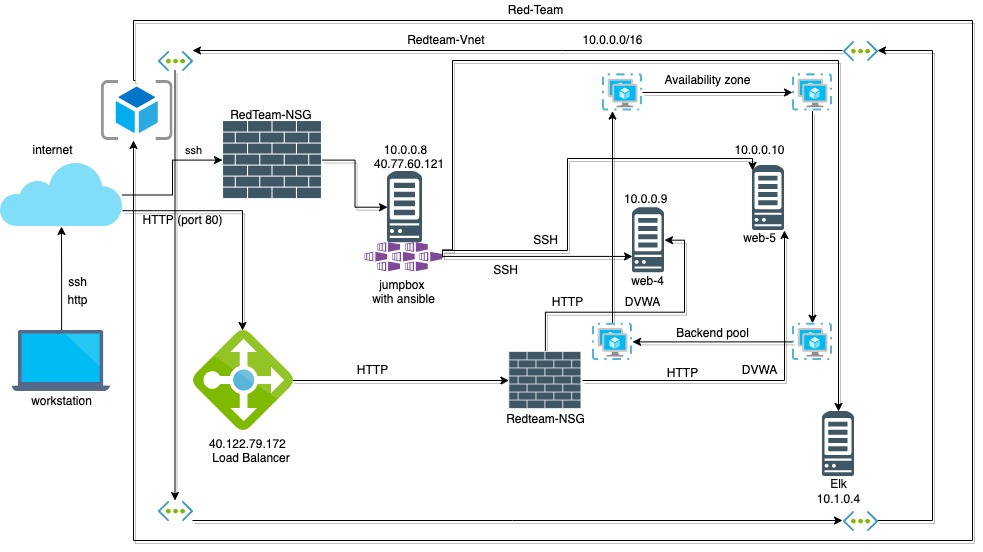 Red-Team
Redteam-Vnet
10.0.0.0/16
Availability zone
RedTeam-NSG
internet
ssh
10.0.0.8
40.77.60.121
10.0.0.10
10.0.0.9
HTTP (port 80)
SSH
web-5
SSH
web-4
ssh
http
jumpbox
with ansible
HTTP
DVWA
Backend pool
HTTP
HTTP
DVWA
workstation
Redteam-NSG
40.122.79.172
Load Balancer
Elk
10.1.0.4